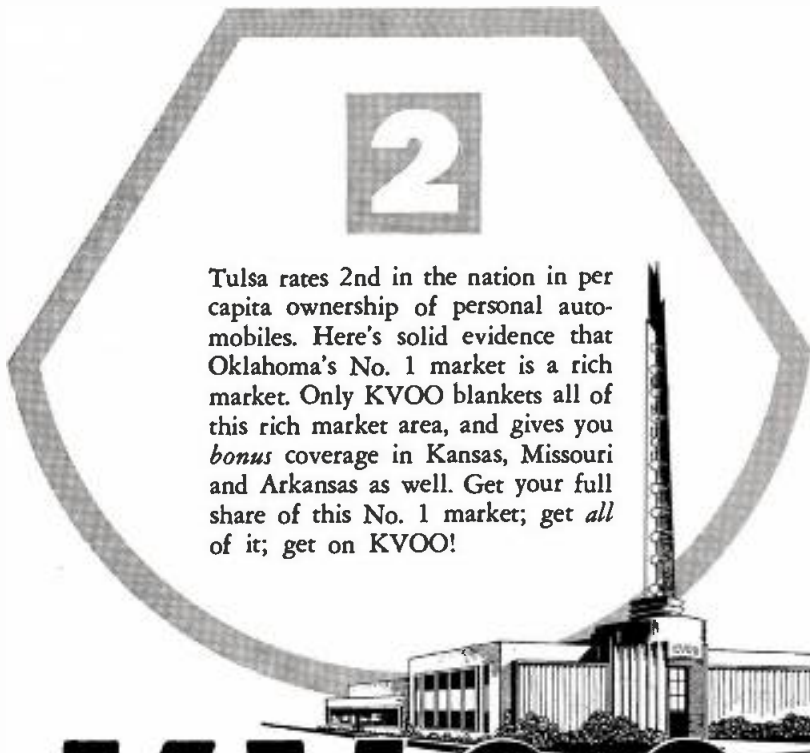 2
Tulsa rates 2nd in the nation in per
capita ownership of personal auto-
mobiles. Here's solid evidence that
Oklahoma's No. 1 market is a rich
market. Only KVOO blankets all of
this rich market area, and gives you
bonus coverage in Kansas, Missouri
and Arkansas as well. Get your full
share of this No. 1 market; get all
of it; get on KVOO!
KVOO